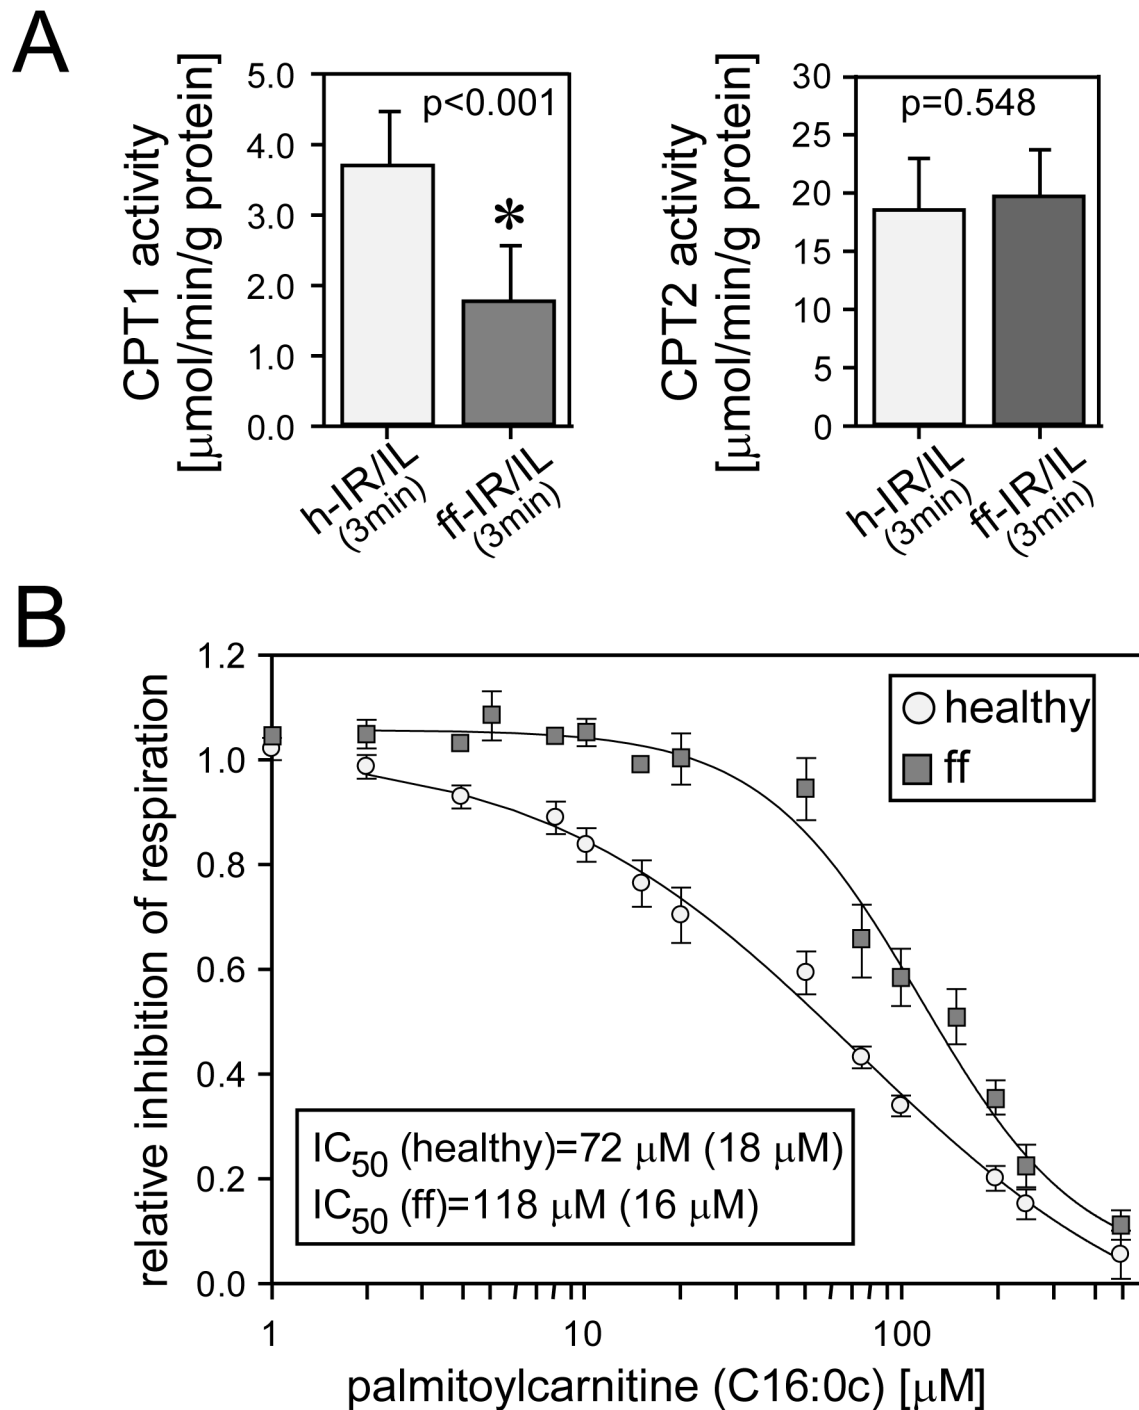 A
CPT1 activity
[μmol/min/g protein]
5.0
4.0
3.0
2.0
1.0
0.0
p<0.001
*
h-IR/IL
(3min)
ff-IR/IL
(3min)
CPT2 activity
[μmol/min/g protein]
30
25
20
15
10
5
0
p=0.548
h-IR/IL
(3min)
ff-IR/IL
(3min)
B
relative inhibition of respiration
1.2
1.0
0.8
0.6
0.4
0.2
0.0
healthy
ff
IC50 (healthy)=72 μM (18 μM)
IC50 (ff)=118 μM (16 μM)
1 10 100
palmitoylcarnitine (C16:0c) [μM]